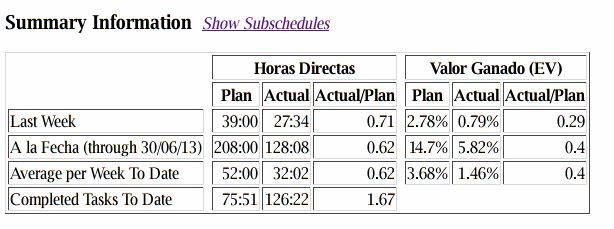 Summary Information Show Subschedules
Horas Directas Valor Ganado (EV)
Plan Actual Actual/Plan Plan Actual Actual/Plan
Last Week 39:00 27:34 0.71 2.78% 0.79% 0.29
A la Fecha (through 30/06/13) 208:00 128:08 0.62 14.7% 5.82% 0.4
Average per Week To Date 52:00 32:02 0.62 3.68% 1.46% 0.4
Completed Tasks To Date 75:51 126:22 1.67